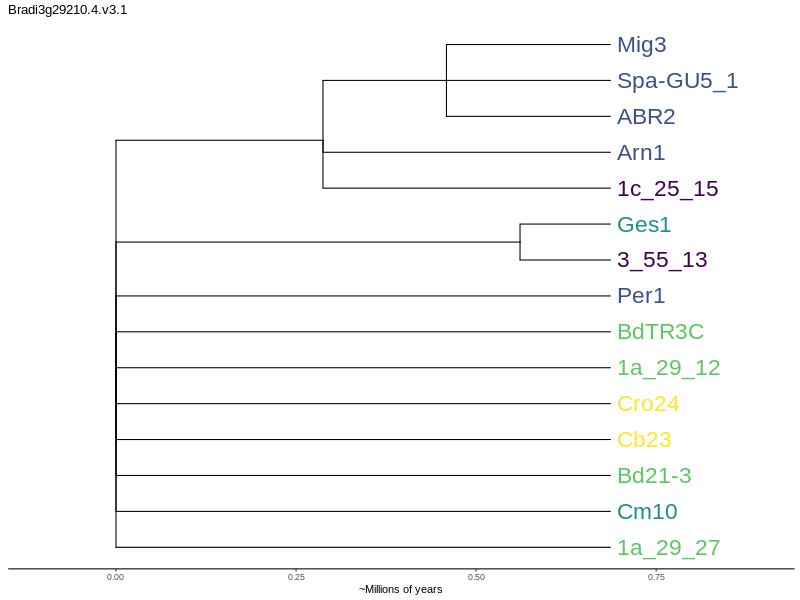 Bradi3g29210.4.v3.1
Mig3
Spa-GU5_1
ABR2
Arn1
1c_25_15
Ges1
3_55_13
Per1
BdTR3C
1a_29_12
Cro24
Cb23
Bd21-3
Cm10
1a_29_27
0.00 0.25 0.50 0.75
~Millions of years